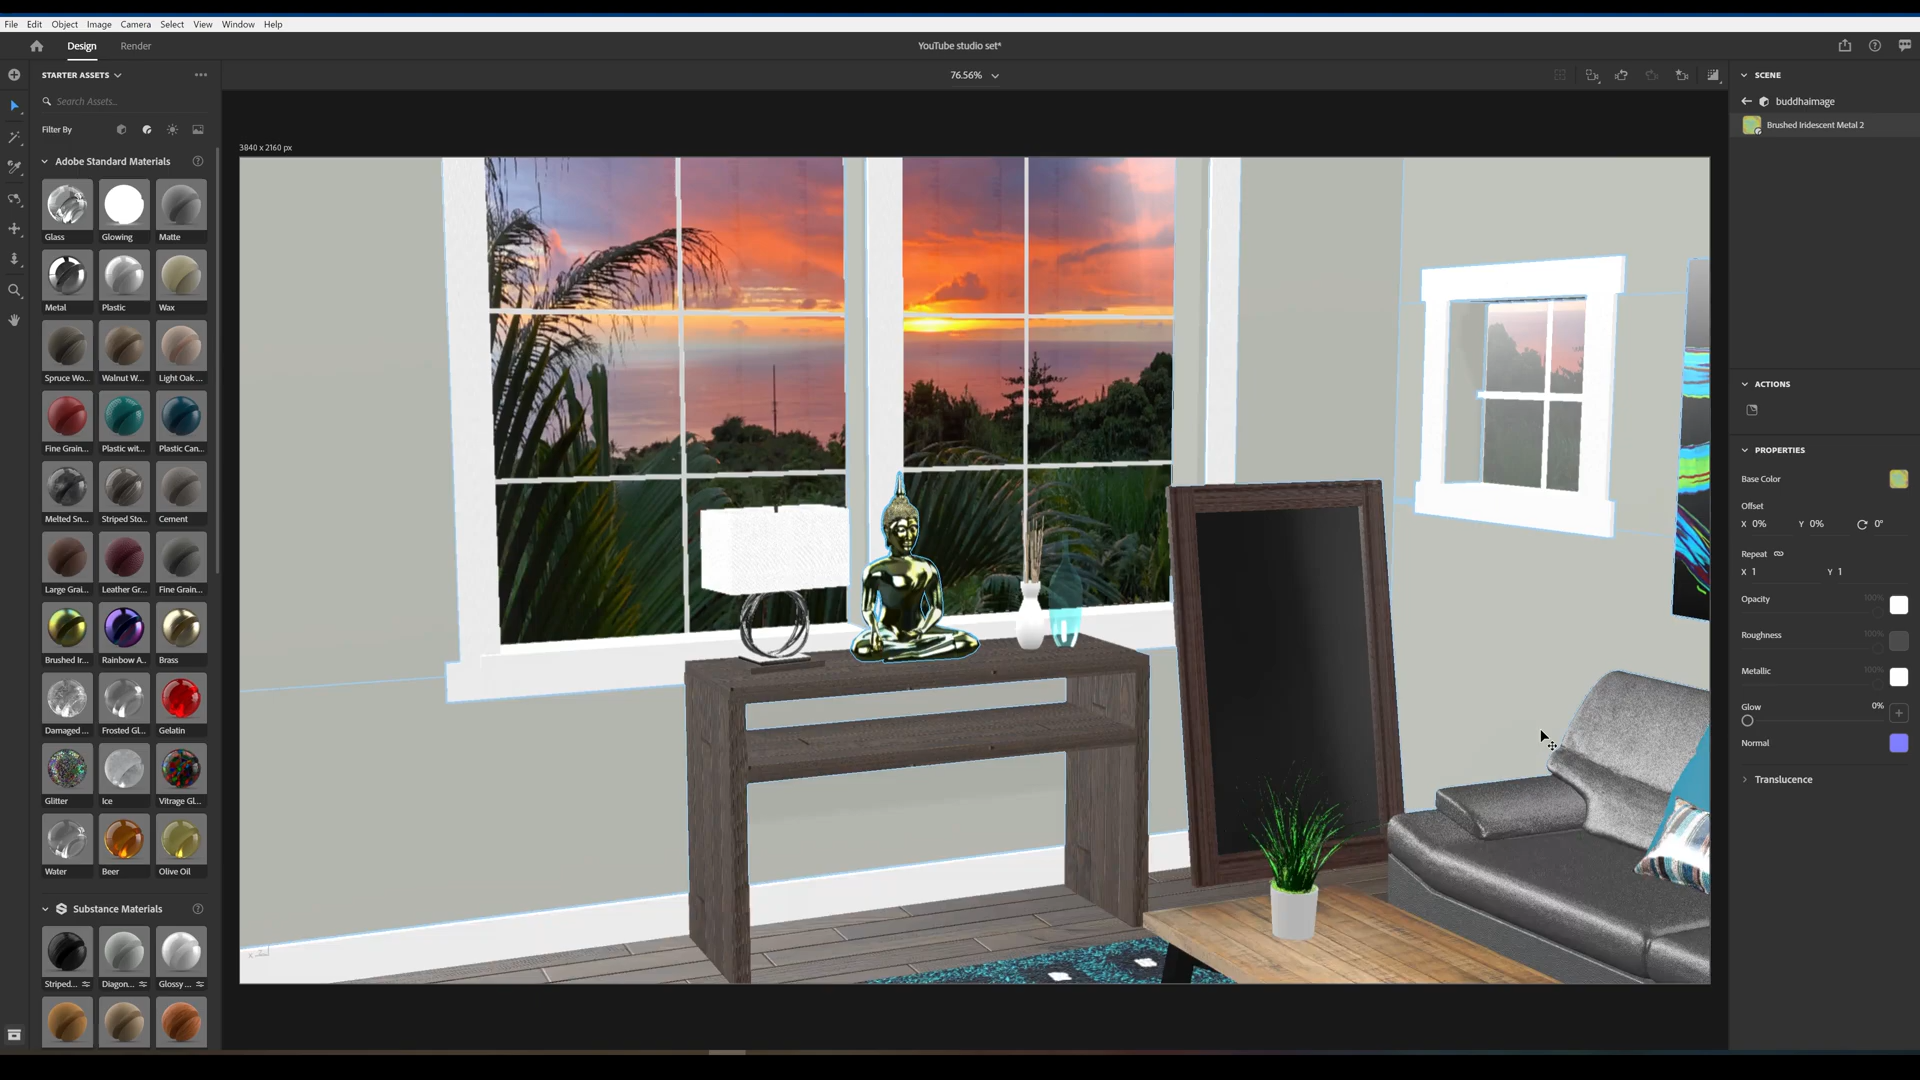 File Edit Object Image Camera Select View Window Help
Design Render YouTube studio set*
STARTER ASSETS
Search Assets...
Filter By
Adobe Standard Materials
Glass Glowing Matte
Metal Plastic Wax
Spruce Wo... Walnut W... Light Oak ...
Fine Grain... Plastic wit... Plastic Can...
Melted Sn... Striped Sto... Cement
Large Grai... Leather Gr... Fine Grain...
Brushed Ir... Rainbow A.. Brass
Damaged ... Frosted Gl... Gelatin
Glitter Ice Vitrage Gl...
Water Beer Olive Oil
Substance Materials
Striped... Diagon... Glossy ...
76.56%
3840 x 2160 px
SCENE
buddhaimage
Brushed Iridescent Metal 2
ACTIONS
PROPERTIES
Base Color
Offset
X 0% Y 0% 0°
Repeat
X 1 Y 1
Opacity 100%
Roughness 100%
Metallic 100%
Glow 0%
Normal
Translucence